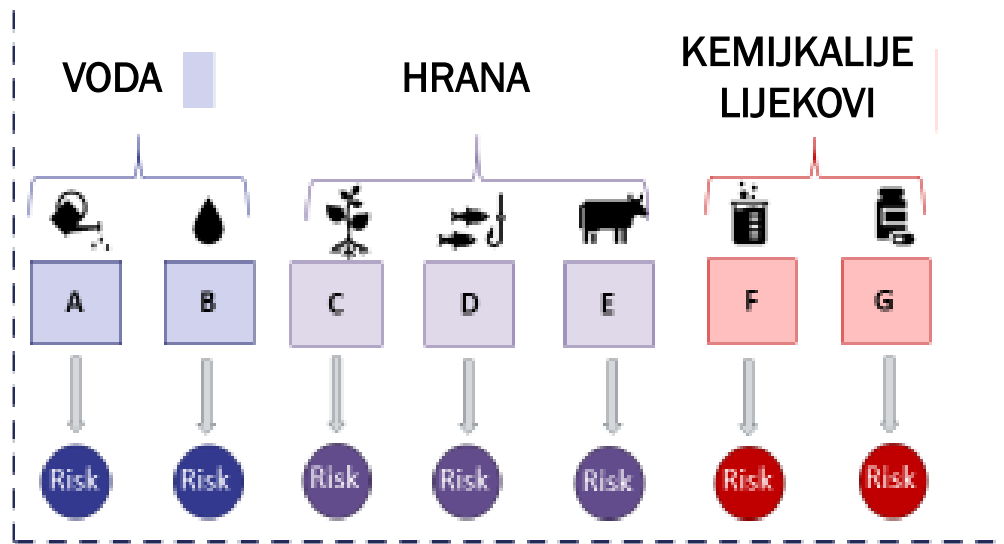 VODA
HRANA
KEMIJKALIJE
LIJEKOVI
A
B
C
D
E
F
G
Risk
Risk
Risk
Risk
Risk
Risk
Risk